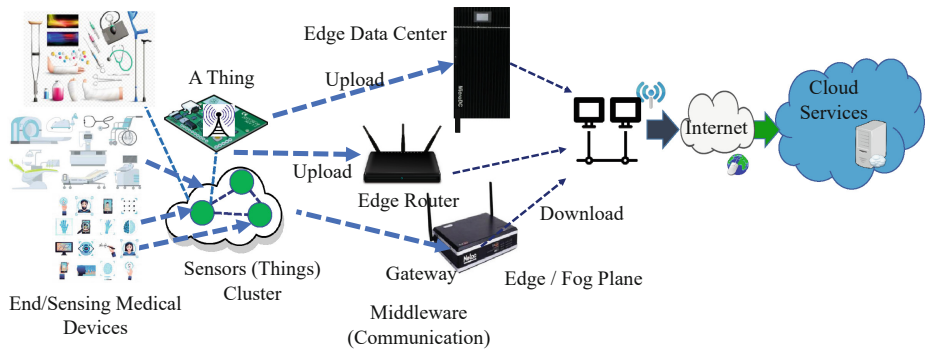 Edge Data Center
A Thing
Upload
Upload
Edge Router
Internet
Cloud
Services
Download
Sensors (Things)
Cluster
Gateway
Edge / Fog Plane
End/Sensing Medical
Devices
Middleware
(Communication)